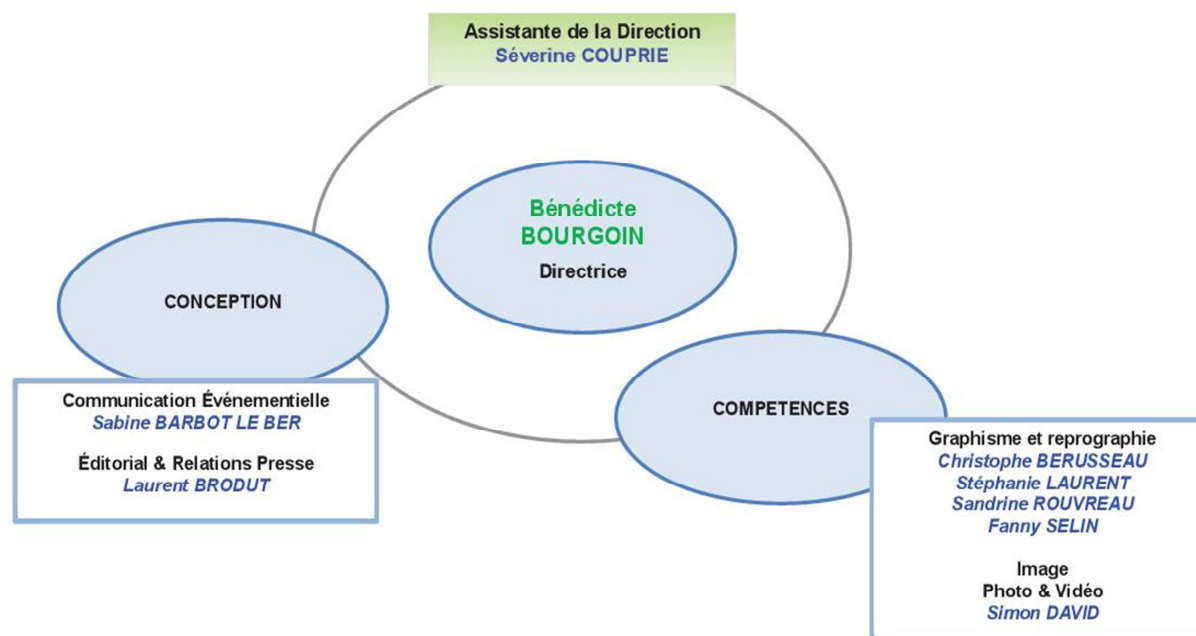 Assistante de la Direction
Séverine COUPRIE
Bénédicte
BOURGOIN
Directrice
CONCEPTION
Communication Événementielle
Sabine BARBOT LE BER
Éditorial & Relations Presse
Laurent BRODUT
COMPETENCES
Graphisme et reprographie
Christophe BERUSSEAU
Stéphanie LAURENT
Sandrine ROUVREAU
Fanny SELIN
Image
Photo & Vidéo
Simon DAVID